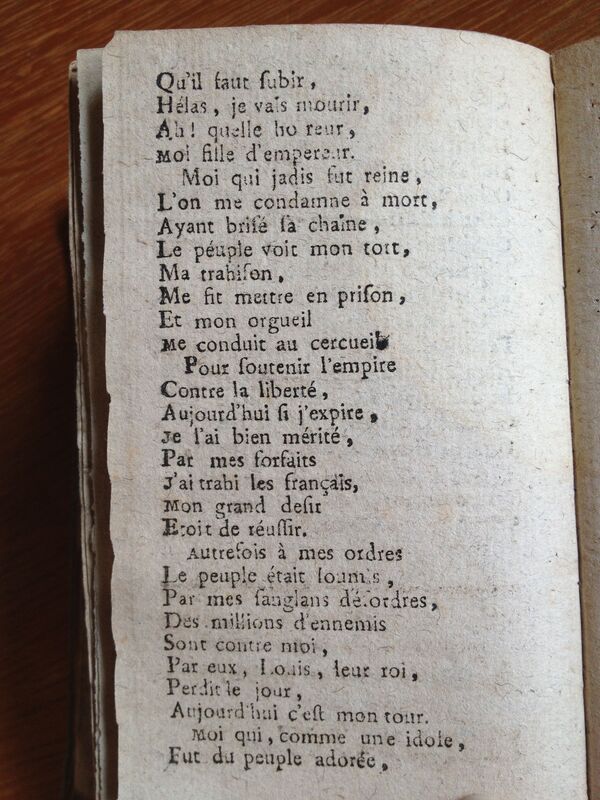 Qu'il faut ſubir,
Hélas, je vais mourir,
Ah! quelle ho reur,
Moi fille d'empereur.
Moi qui jadis fut reine,
L'on me condamne à mort,
Ayant briſé ſa chaîne,
Le péuple voit mon tort,
Ma trahiſon,
Me fit mettre en priſon,
Et mon orgueil
Me conduit au cercueil
Pour ſoutenir l'empire
Contre la liberté,
Aujourd'hui ſi j'expire,
Je l'ai bien mérité,
Par mes forfaits
J'ai trahi les français,
Mon grand deſir
Etoit de réuſſir.
Autrefois à mes ordres
Le peuple était ſoumis,
Par mes ſanglans déſordres,
Des millions d'ennemis
Sont contre moi,
Par eux, Louis, leur roi,
Perdit le jour,
Aujourd'hui c'eſt mon tour.
Moi qui, comme une idole,
Fut du peuple adorée,